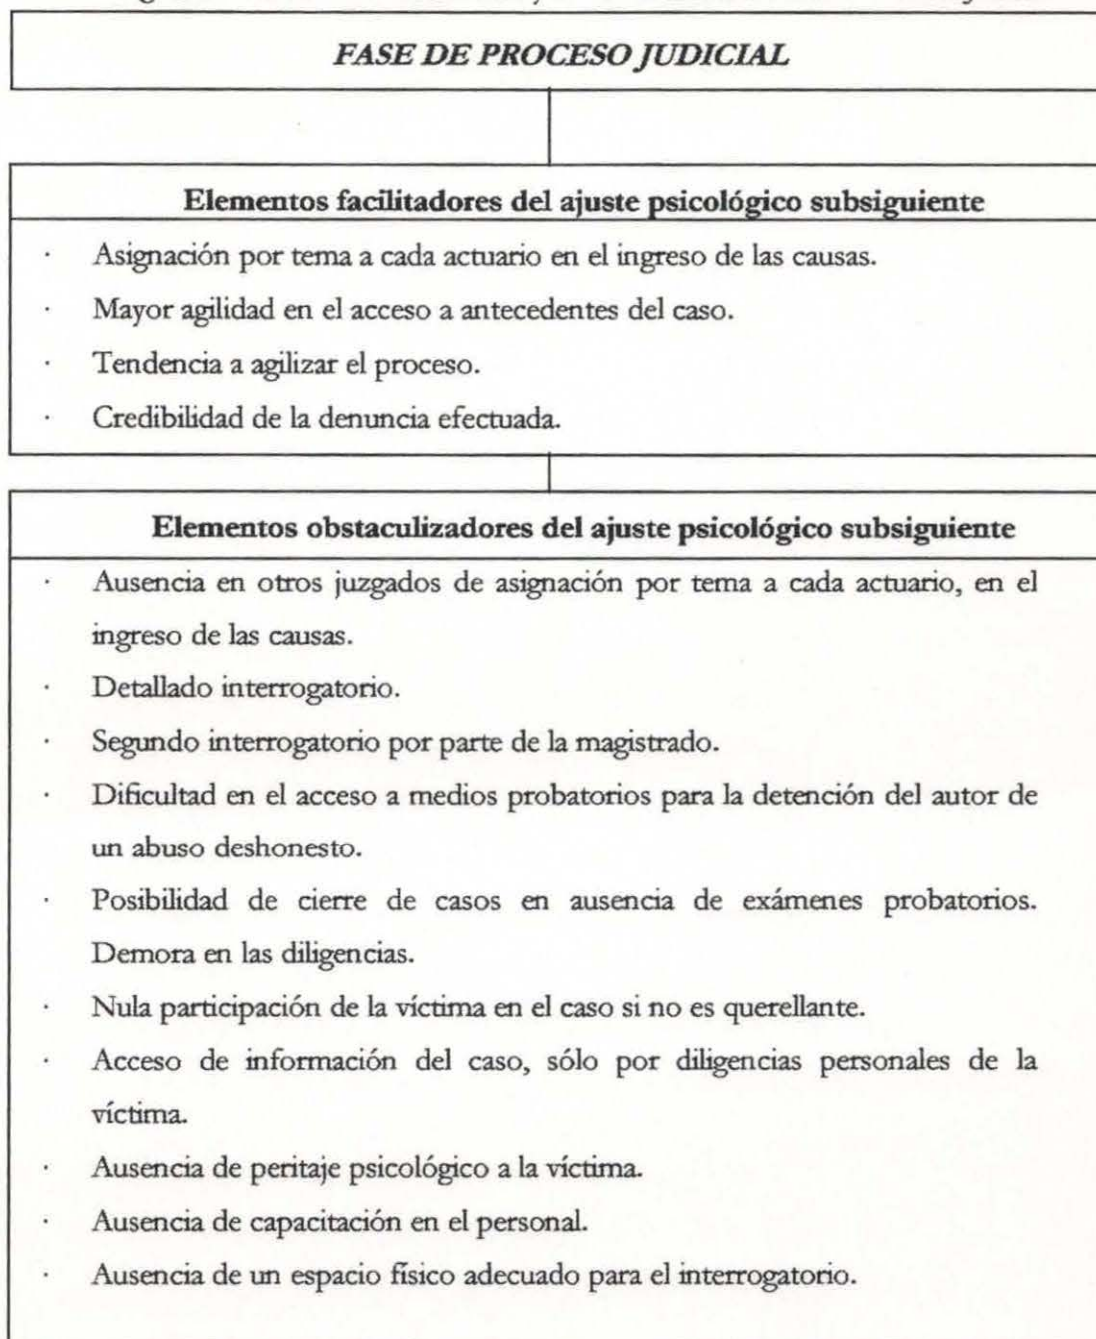 FASE DE PROCESO JUDICIAL
Elementos facilitadores del ajuste psicológico subsiguiente
· Asignación por tema a cada actuario en el ingreso de las causas.
· Mayor agilidad en el acceso a antecedentes del caso.
· Tendencia a agilizar el proceso.
· Credibilidad de la denuncia efectuada.
Elementos obstaculizadores del ajuste psicológico subsiguiente
· Ausencia en otros juzgados de asignación por tema a cada actuario, en el
ingreso de las causas.
· Detallado interrogatorio.
· Segundo interrogatorio por parte de la magistrado.
· Dificultad en el acceso a medios probatorios para la detención del autor de
un abuso deshonesto.
· Posibilidad de cierre de casos en ausencia de exámenes probatorios.
Demora en las diligencias.
· Nula participación de la víctima en el caso si no es querellante.
· Acceso de información del caso, sólo por diligencias personales de la
víctima.
· Ausencia de peritaje psicológico a la víctima.
· Ausencia de capacitación en el personal.
· Ausencia de un espacio físico adecuado para el interrogatorio.